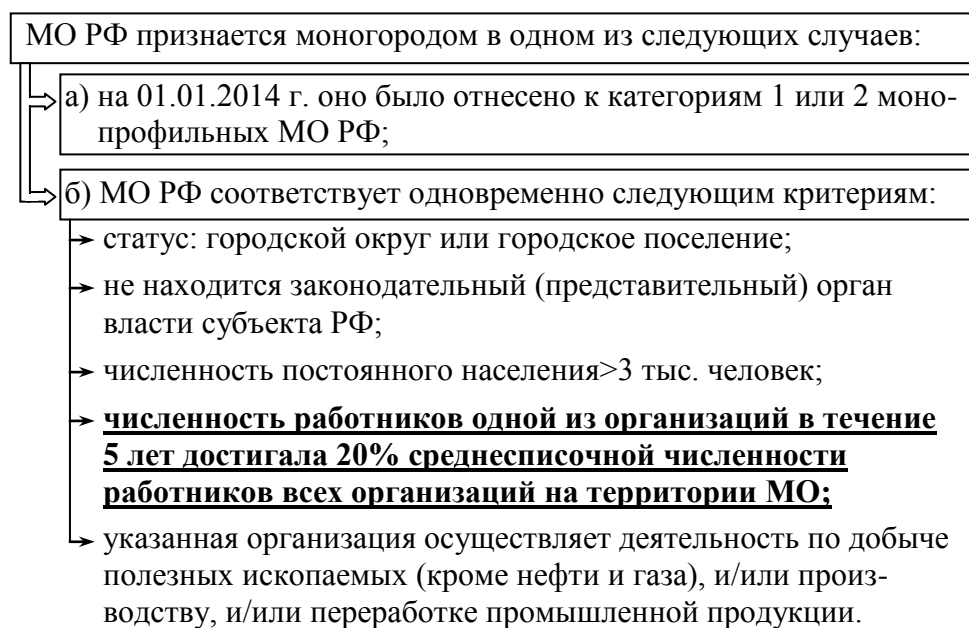 МО РФ признается моногородом в одном из следующих случаев:
а) на 01.01.2014 г. оно было отнесено к категориям 1 или 2 моно-
профильных МО РФ;
б) МО РФ соответствует одновременно следующим критериям:
статус: городской округ или городское поселение;
не находится законодательный (представительный) орган
власти субъекта РФ;
численность постоянного населения>3 тыс. человек;
численность работников одной из организаций в течение
5 лет достигала 20% среднесписочной численности
работников всех организаций на территории МО;
указанная организация осуществляет деятельность по добыче
полезных ископаемых (кроме нефти и газа), и/или произ-
водству, и/или переработке промышленной продукции.